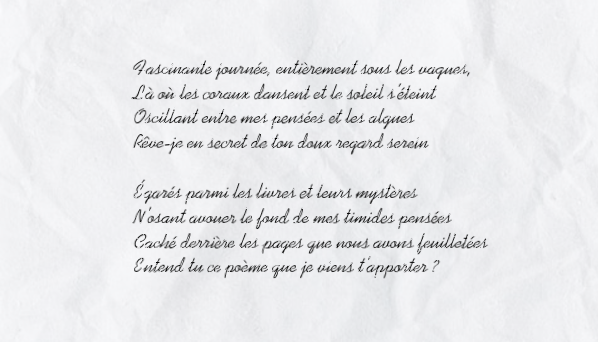 Fascinante journée, entièrement sous les vagues,
Là où les coraux dansent et le soleil s'éteint
Oscillant entre mes pensées et les algues
Rêve-je en secret de ton doux regard serein
Égarés parmi les livres et leurs mystères
N'osant avouer le fond de mes timides pensées
Caché derrière les pages que nous avons feuilletées
Entend tu ce poème que je viens t'apporter ?